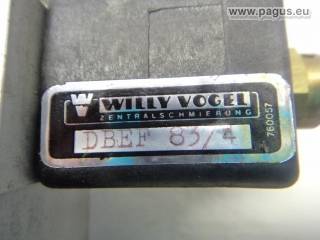 www.pagus.eu
WILLY VOGEL
ZENTRALSCHMIERUNG
DBEF 83/4
760057